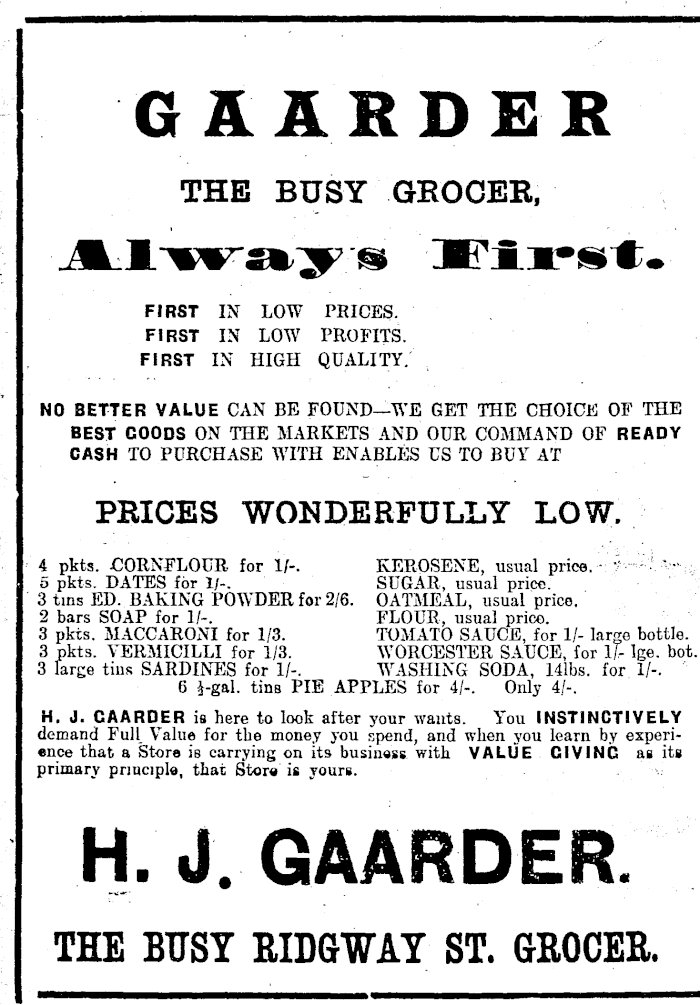 GAARDER
THE BUSY GROCER,
Always First.
FIRST IN LOW PRICES.
FIRST IN LOW PROFITS.
FIRST IN HIGH QUALITY.
NO BETTER VALUE CAN BE FOUND—WE GET THE CHOICE OF THE
BEST GOODS ON THE MARKETS AND OUR COMMAND OF READY
CASH TO PURCHASE WITH ENABLES US TO BUY AT
PRICES WONDERFULLY LOW.
4 pkts. CORNFLOUR for 1/-.
5 pkts. DATES for 1/-.
3 tins ED. BAKING POWDER for 2/6.
2 bars SOAP for 1/-.
3 pkts. MACCARONI for 1/3.
3 pkts. VERMICILLI for 1/3.
3 large tins SARDINES for 1/-.
KEROSENE, usual price.
SUGAR, usual price.
OATMEAL, usual price.
FLOUR, usual price.
TOMATO SAUCE, for 1/- large bottle.
WORCESTER SAUCE, for 1/- lge. bot.
WASHING SODA, 14lbs. for 1/-.
6 ½-gal. tins PIE APPLES for 4/-. Only 4/-.
H. J. GAARDER is here to look after your wants. You INSTINCTIVELY
demand Full Value for the money you spend, and when you learn by experi-
ence that a Store is carrying on its business with VALUE GIVING as its
primary principle, that Store is yours.
H. J. GAARDER.
THE BUSY RIDGWAY ST. GROCER.